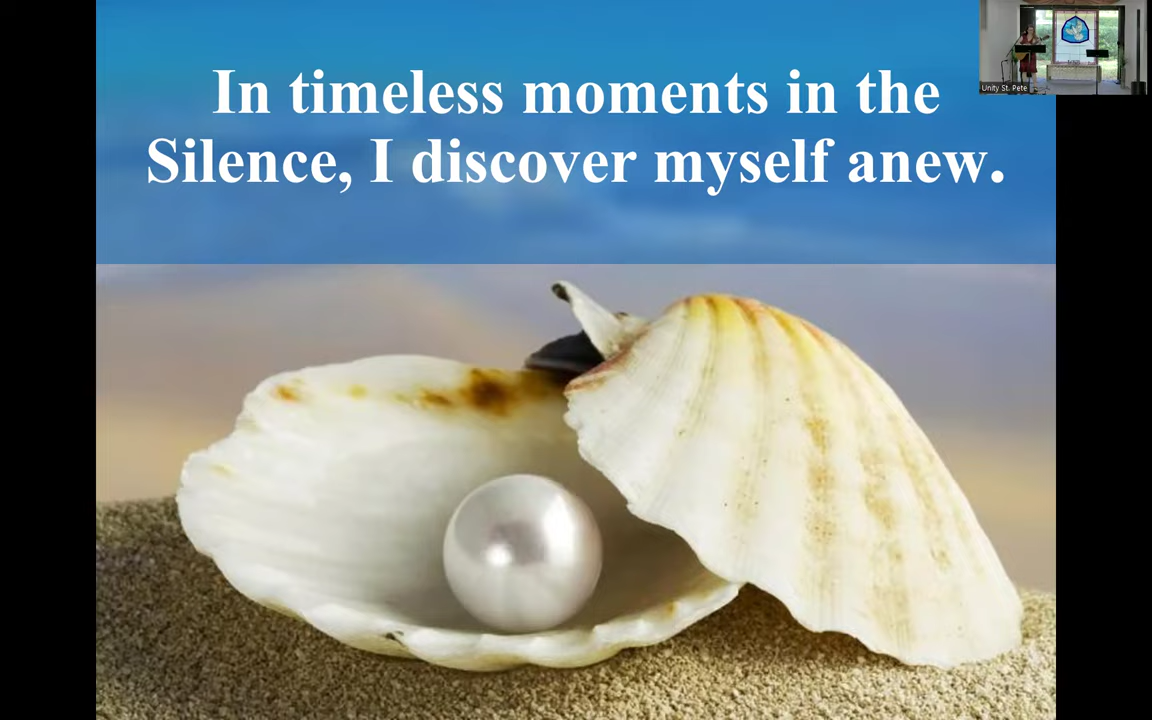 In timeless moments in the
Silence, I discover myself anew.
Unity St. Pete